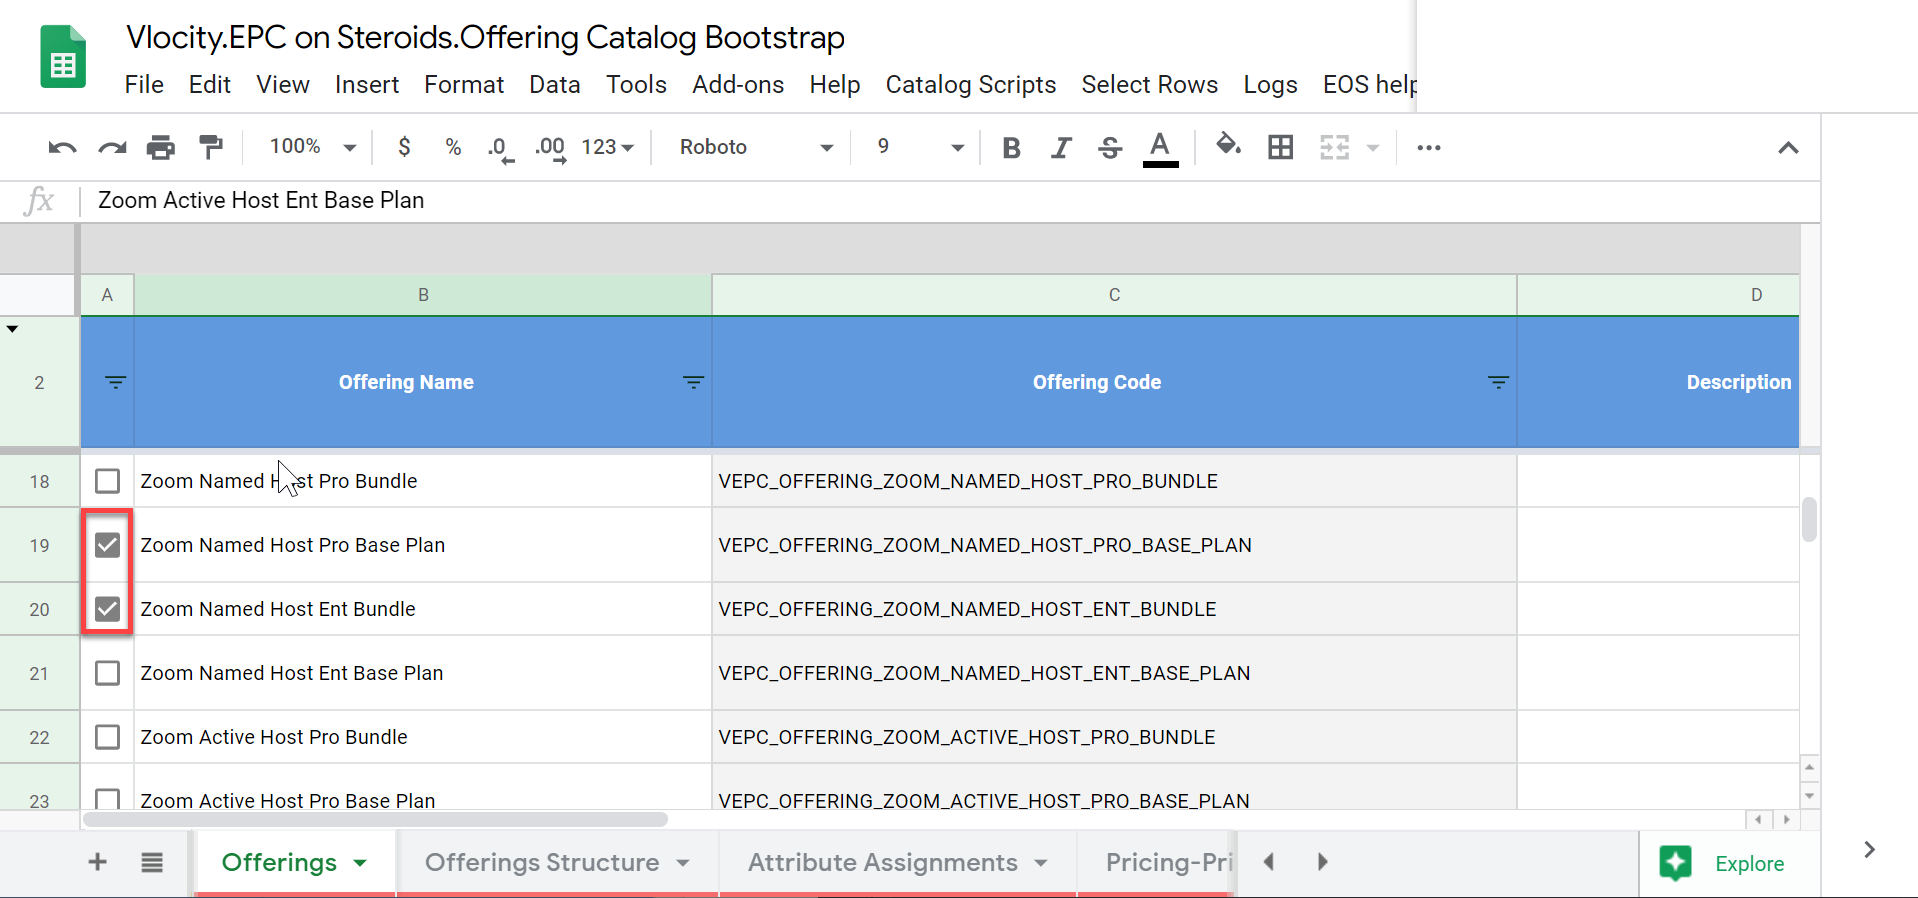 Vlocity.EPC on Steroids.Offering Catalog Bootstrap
File Edit View Insert Format Data Tools Add-ons Help Catalog Scripts Select Rows Logs EOS help
100% $ % .0 .00 123 Roboto 9 B I S A
fx Zoom Active Host Ent Base Plan
A B C D
2 Offering Name Offering Code Description
18 Zoom Named Host Pro Bundle VEPC_OFFERING_ZOOM_NAMED_HOST_PRO_BUNDLE
19 Zoom Named Host Pro Base Plan VEPC_OFFERING_ZOOM_NAMED_HOST_PRO_BASE_PLAN
20 Zoom Named Host Ent Bundle VEPC_OFFERING_ZOOM_NAMED_HOST_ENT_BUNDLE
21 Zoom Named Host Ent Base Plan VEPC_OFFERING_ZOOM_NAMED_HOST_ENT_BASE_PLAN
22 Zoom Active Host Pro Bundle VEPC_OFFERING_ZOOM_ACTIVE_HOST_PRO_BUNDLE
23 Zoom Active Host Pro Base Plan VEPC_OFFERING_ZOOM_ACTIVE_HOST_PRO_BASE_PLAN
Offerings Offerings Structure Attribute Assignments Pricing-Pri Explore